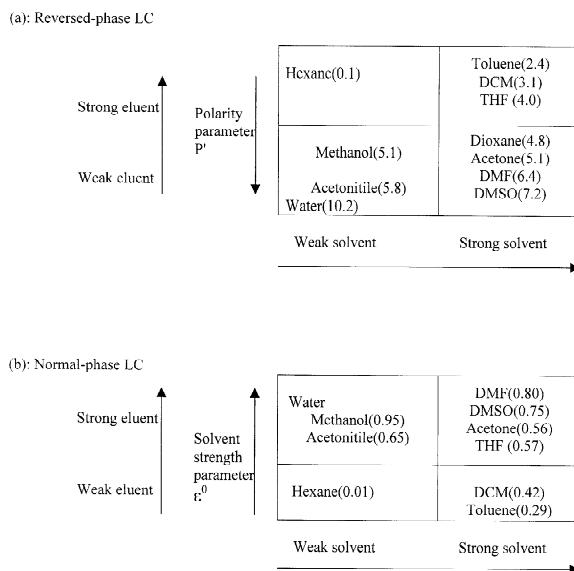 (a): Reversed-phase LC
Strong eluent
Weak eluent
Polarity
parameter
P'
Hexane(0.1)
Toluene(2.4)
DCM(3.1)
THF (4.0)
Methanol(5.1)
Acetonitile(5.8)
Water(10.2)
Dioxane(4.8)
Acetone(5.1)
DMF(6.4)
DMSO(7.2)
Weak solvent
Strong solvent
(b): Normal-phase LC
Strong eluent
Weak eluent
Solvent
strength
parameter
ε⁰
Water
Methanol(0.95)
Acetonitile(0.65)
DMF(0.80)
DMSO(0.75)
Acetone(0.56)
THF (0.57)
Hexane(0.01)
DCM(0.42)
Toluene(0.29)
Weak solvent
Strong solvent